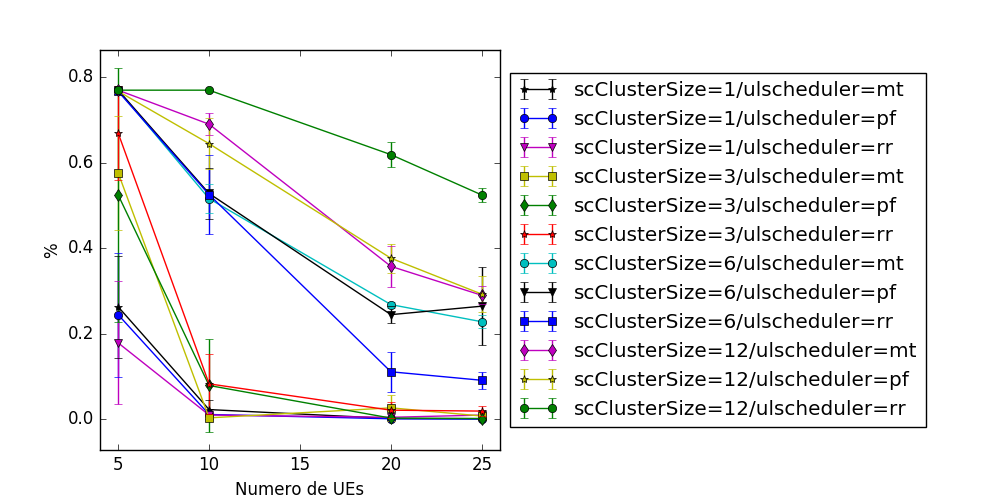 0.8
0.6
0.4
0.2
0.0
%
5 10 15 20 25
Numero de UEs
scClusterSize=1/ulscheduler=mt
scClusterSize=1/ulscheduler=pf
scClusterSize=1/ulscheduler=rr
scClusterSize=3/ulscheduler=mt
scClusterSize=3/ulscheduler=pf
scClusterSize=3/ulscheduler=rr
scClusterSize=6/ulscheduler=mt
scClusterSize=6/ulscheduler=pf
scClusterSize=6/ulscheduler=rr
scClusterSize=12/ulscheduler=mt
scClusterSize=12/ulscheduler=pf
scClusterSize=12/ulscheduler=rr